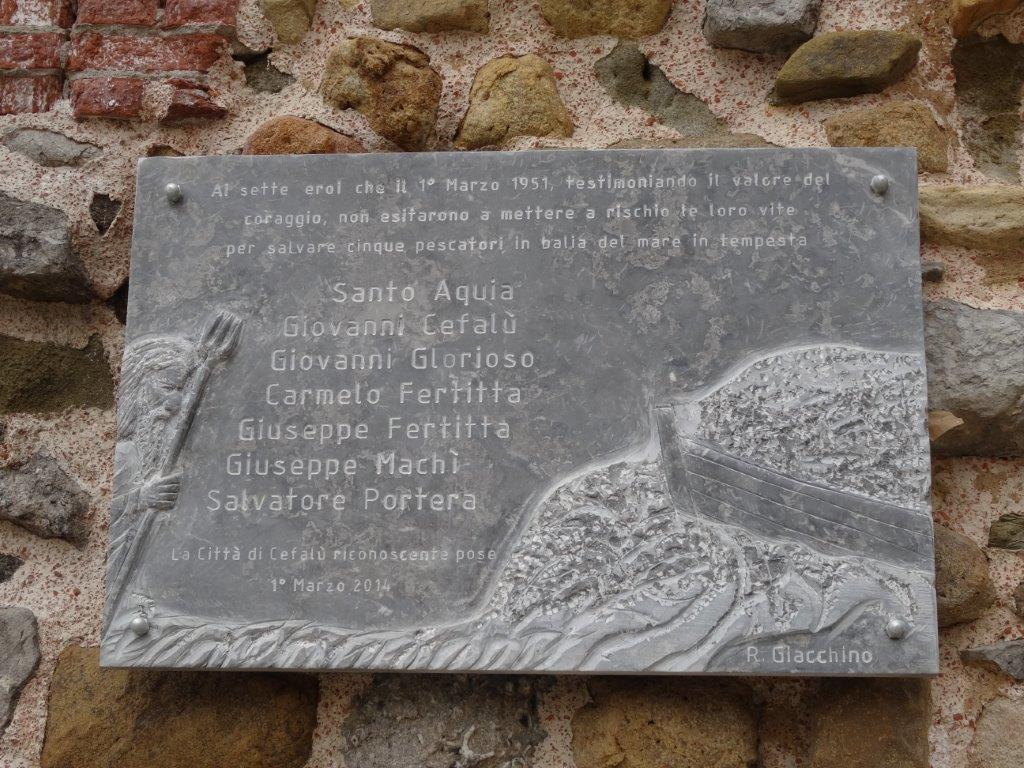 Ai sette eroi che il 1° Marzo 1951, testimoniando il valore del
coraggio, non esitarono a mettere a rischio le loro vite
per salvare cinque pescatori in balia del mare in tempesta
Santo Aquia
Giovanni Cefalù
Giovanni Glorioso
Carmelo Fertitta
Giuseppe Fertitta
Giuseppe Machì
Salvatore Portera
La Città di Cefalù riconoscente pose
1° Marzo 2014
R. Giacchino